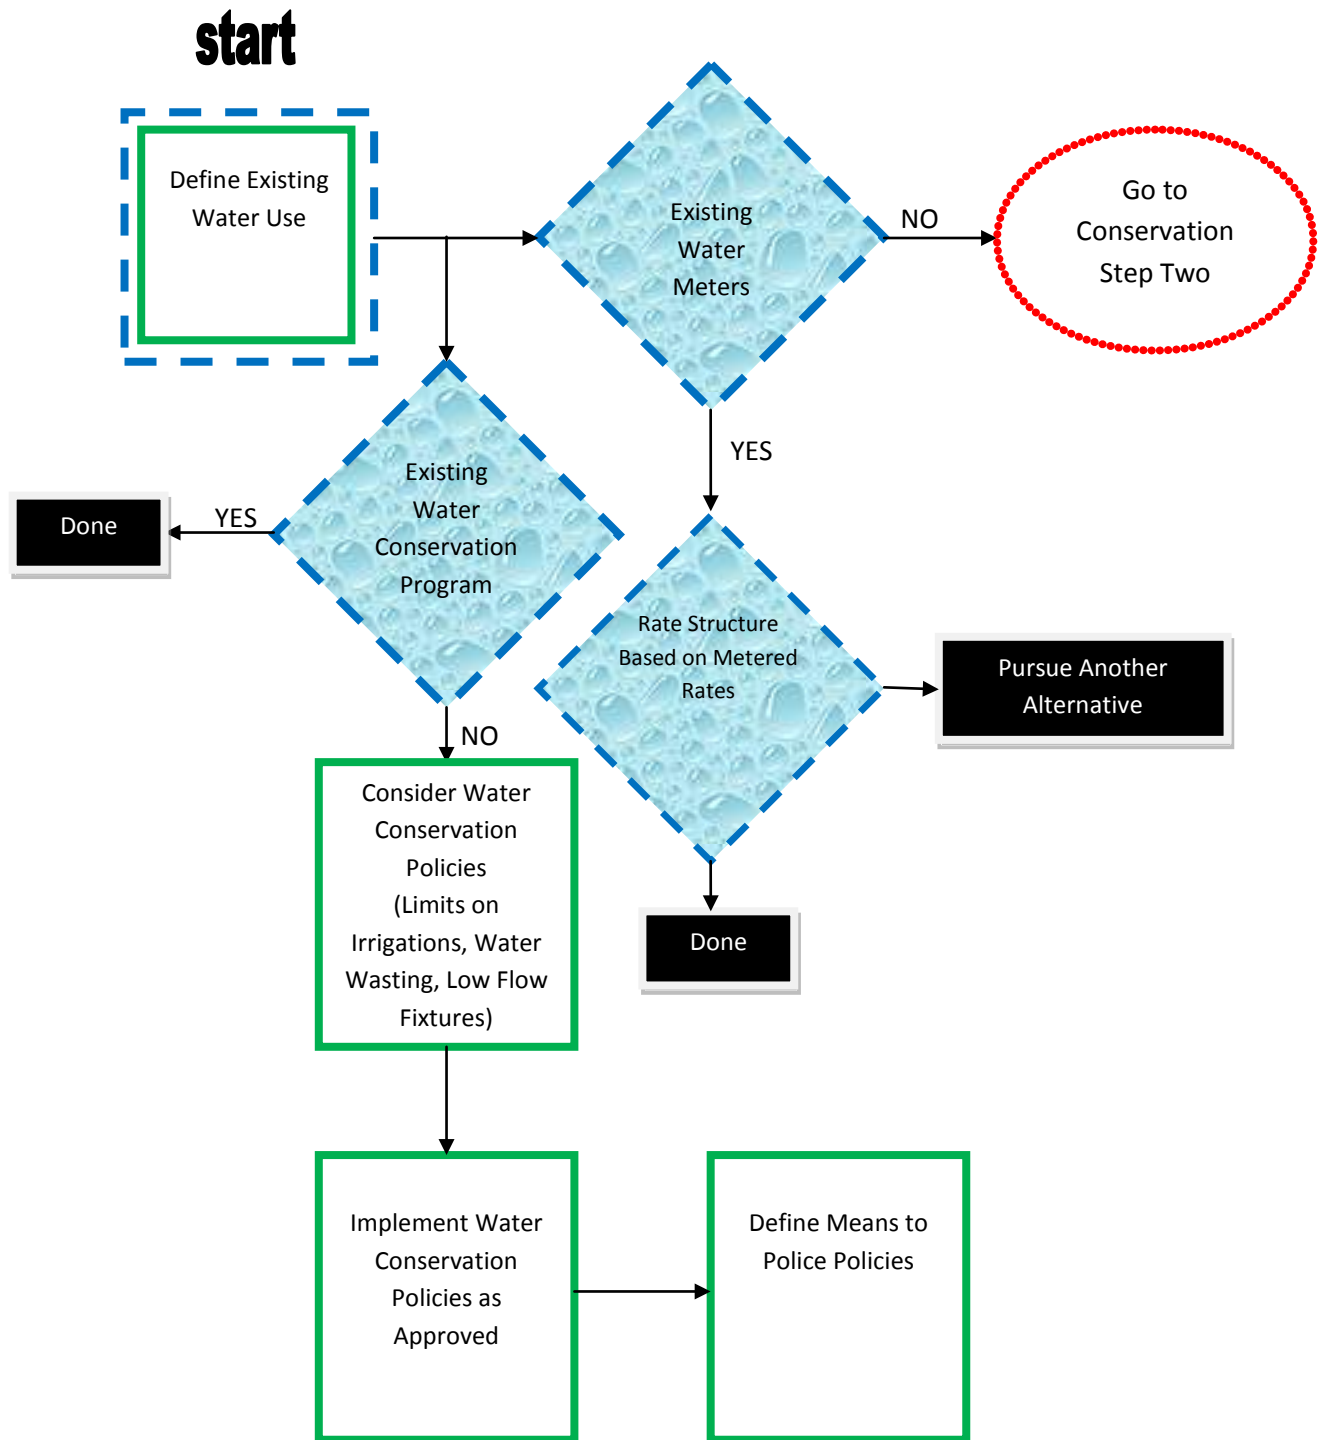 start
Define Existing
Water Use
Existing
Water
Meters
NO
Go to
Conservation
Step Two
YES
Existing
Water
Conservation
Program
YES
Done
Rate Structure
Based on Metered
Rates
Pursue Another
Alternative
NO
Consider Water
Conservation
Policies
(Limits on
Irrigations, Water
Wasting, Low Flow
Fixtures)
Done
Implement Water
Conservation
Policies as
Approved
Define Means to
Police Policies